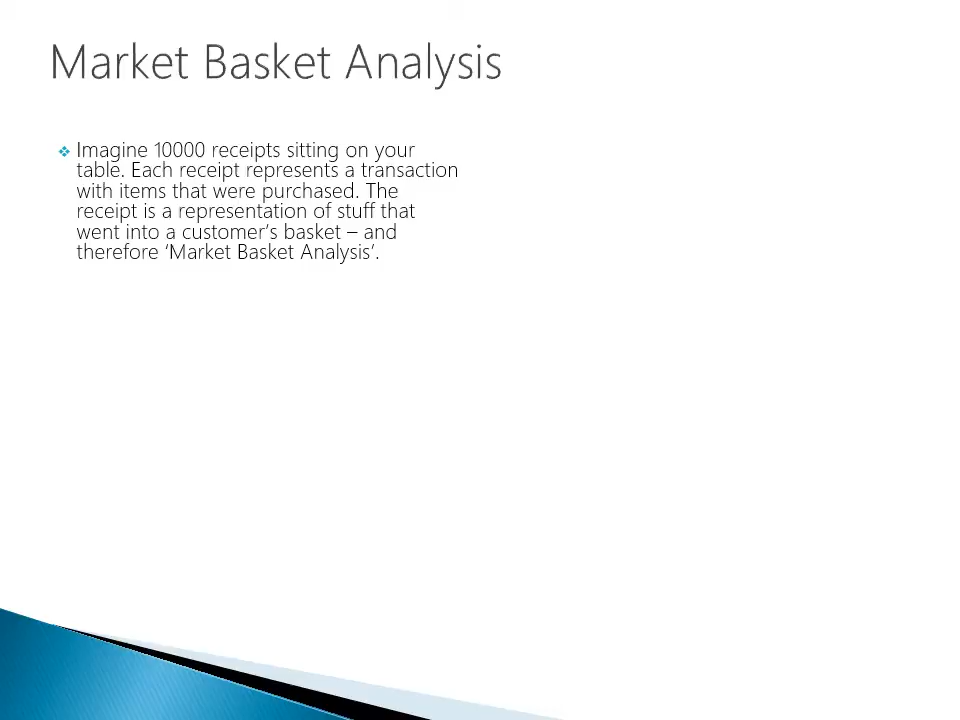 Market Basket Analysis
Imagine 10000 receipts sitting on your
table. Each receipt represents a transaction
with items that were purchased. The
receipt is a representation of stuff that
went into a customer’s basket – and
therefore ‘Market Basket Analysis’.